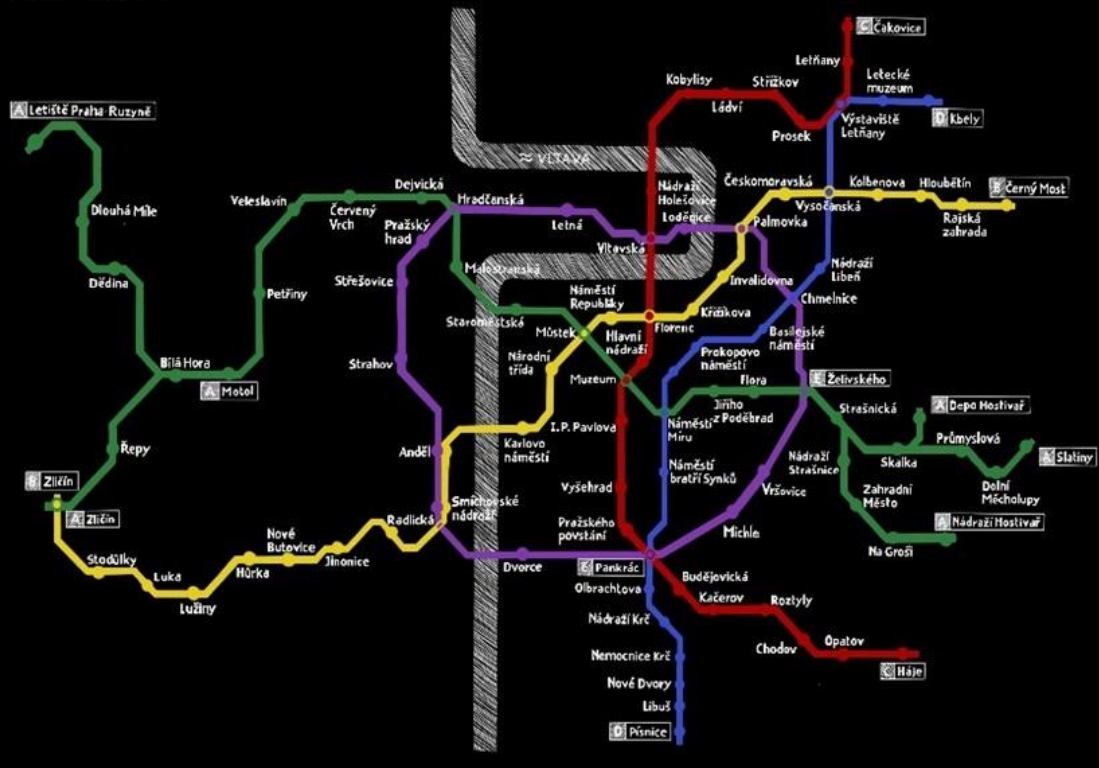 C Čakovice
Letňany
Letecké
muzeum
Kobylisy
Střížkov
Ládví
A Letiště Praha-Ruzyně
D Kbely
Výstaviště
Letňany
Prosek
≈ VLTAVA
Českomoravská
Kolbenova
Hloubětín
B Černý Most
Nádraží
Holešovice
Dejvická
Hradčanská
Veleslavín
Vysočanská
Dlouhá Míle
Červený
Vrch
Pražský
hrad
Letná
Loděnice
Palmovka
Rajská
zahrada
Vltavská
Malostranská
Nádraží
Libeň
Dědina
Petřiny
Střešovice
Invalidovna
Náměstí
Republiky
Chmelnice
Staroměstská
Můstek
Hlavní
nádraží
Florenc
Křižíkova
Basilejské
náměstí
Národní
třída
Prokopovo
náměstí
Bílá Hora
Strahov
A Motol
Muzeum
Flora
E Želivského
Jiřího
z Poděbrad
Strašnická
A Depo Hostivař
I.P. Pavlova
Náměstí
Míru
Řepy
Anděl
Karlovo
náměstí
Průmyslová
A Slatiny
Nádraží
Strašnice
Skalka
Náměstí
bratří Synků
B Zličín
Vyšehrad
Vršovice
Dolní
Měcholupy
A Zličín
Smíchovské
nádraží
Zahradní
Město
Radlická
Pražského
povstání
Michle
A Nádraží Hostivař
Nové
Butovice
Jinonice
Na Groši
Stodůlky
Luka
Hůrka
Dvorce
E Pankrác
Lužiny
Budějovická
Olbrachtova
Kačerov
Roztyly
Nádraží Krč
Chodov
Opatov
Nemocnice Krč
C Háje
Nové Dvory
Libuš
D Písnice